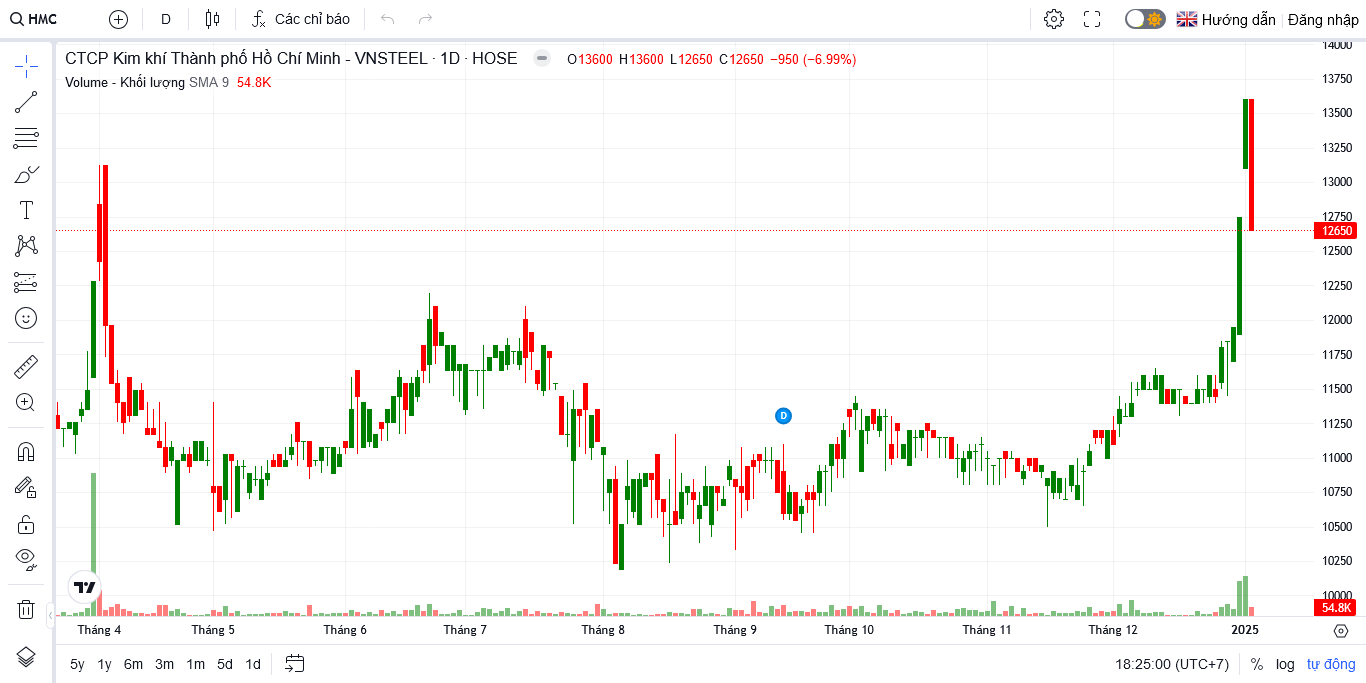 HMC D Các chỉ báo Hướng dẫn Đăng nhập
CTCP Kim khí Thành phố Hồ Chí Minh - VNSTEEL · 1D · HOSE O13600 H13600 L12650 C12650 −950 (−6.99%)
Volume - Khối lượng SMA 9 54.8K
14000
13750
13500
13250
13000
12750
12650
12500
12250
12000
11750
11500
11250
D
11000
10750
10500
10250
10000
54.8K
Tháng 4 Tháng 5 Tháng 6 Tháng 7 Tháng 8 Tháng 9 Tháng 10 Tháng 11 Tháng 12 2025
5y 1y 6m 3m 1m 5d 1d 18:25:00 (UTC+7) % log tự động